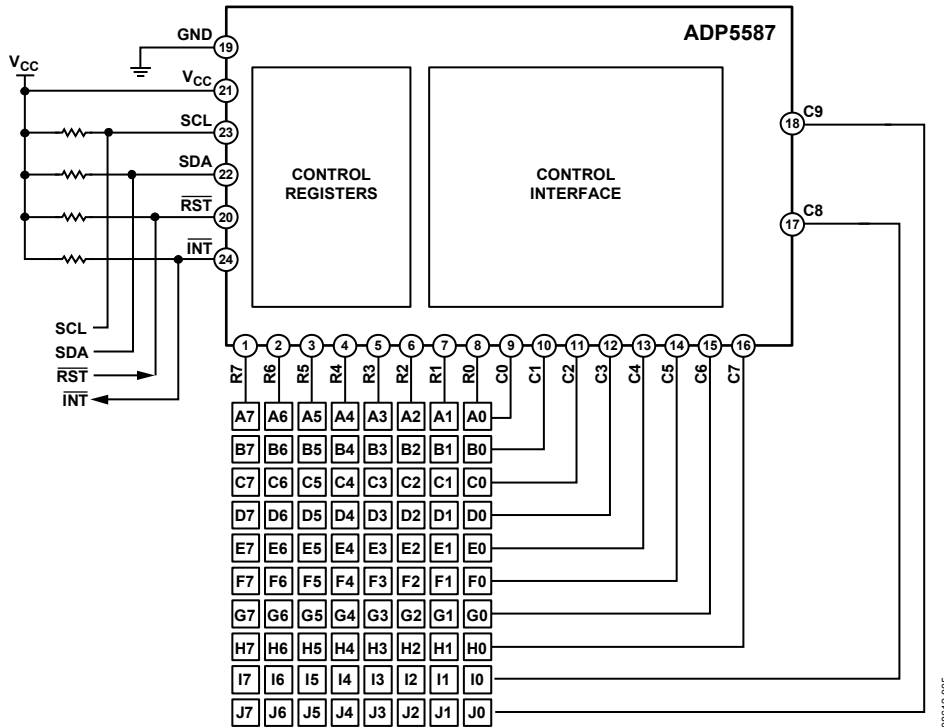 ADP5587
GND
19
VCC
VCC
21
SCL
23
SDA
22
RST
20
INT
24
CONTROL
REGISTERS
CONTROL
INTERFACE
18
C9
17
C8
SCL
SDA
RST
INT
1 2 3 4 5 6 7 8 9 10 11 12 13 14 15 16
R7 R6 R5 R4 R3 R2 R1 R0 C0 C1 C2 C3 C4 C5 C6 C7
A7 A6 A5 A4 A3 A2 A1 A0
B7 B6 B5 B4 B3 B2 B1 B0
C7 C6 C5 C4 C3 C2 C1 C0
D7 D6 D5 D4 D3 D2 D1 D0
E7 E6 E5 E4 E3 E2 E1 E0
F7 F6 F5 F4 F3 F2 F1 F0
G7 G6 G5 G4 G3 G2 G1 G0
H7 H6 H5 H4 H3 H2 H1 H0
I7 I6 I5 I4 I3 I2 I1 I0
J7 J6 J5 J4 J3 J2 J1 J0